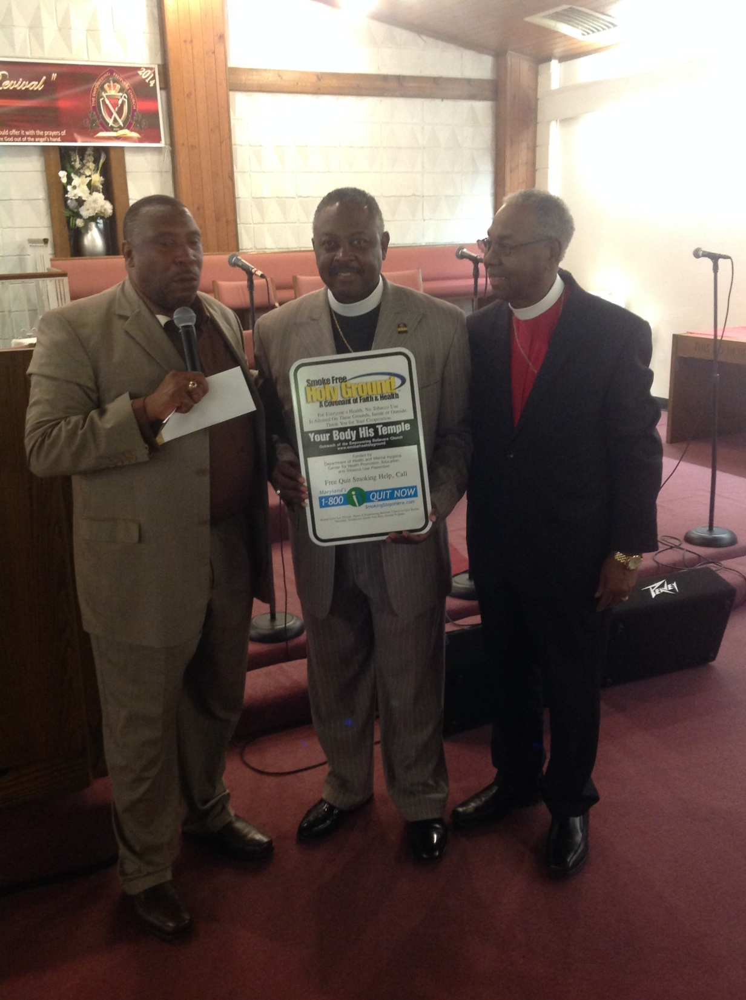 Revival"
2014
ould offer it with the prayers of
re God out of the angel's hand.
Smoke Free
Holy Ground
A Covenant of Faith & Health
For Everyone's Health, No Tobacco Use
Is Allowed On These Grounds, Inside or Outside.
Thank You for Your Cooperation.
Your Body His Temple
Outreach of the Empowering Believers Church
www.smokefreeholyground
Funded by
Department of Health and Mental Hygiene
Center for Health Promotion, Education
and Tobacco Use Prevention
Free Quit Smoking Help, Call
Maryland's
1-800 QUIT NOW
SmokingStopsHere.com
PEAVEY